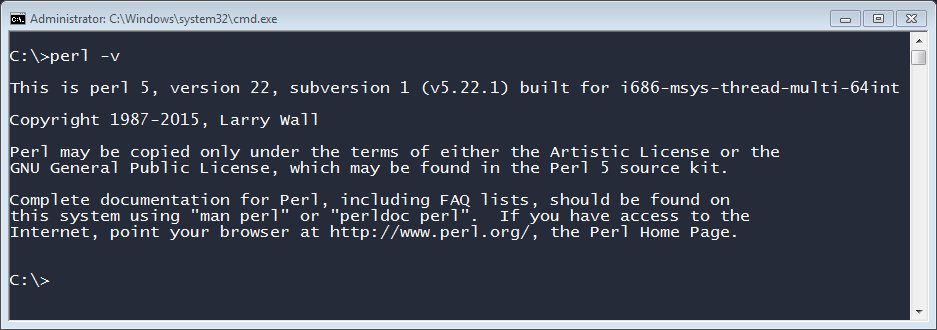 Administrator: C:\Windows\system32\cmd.exe
C:\>perl -v
This is perl 5, version 22, subversion 1 (v5.22.1) built for i686-msys-thread-multi-64int
Copyright 1987-2015, Larry Wall
Perl may be copied only under the terms of either the Artistic License or the
GNU General Public License, which may be found in the Perl 5 source kit.
Complete documentation for Perl, including FAQ lists, should be found on
this system using "man perl" or "perldoc perl".  If you have access to the
Internet, point your browser at http://www.perl.org/, the Perl Home Page.
C:\>